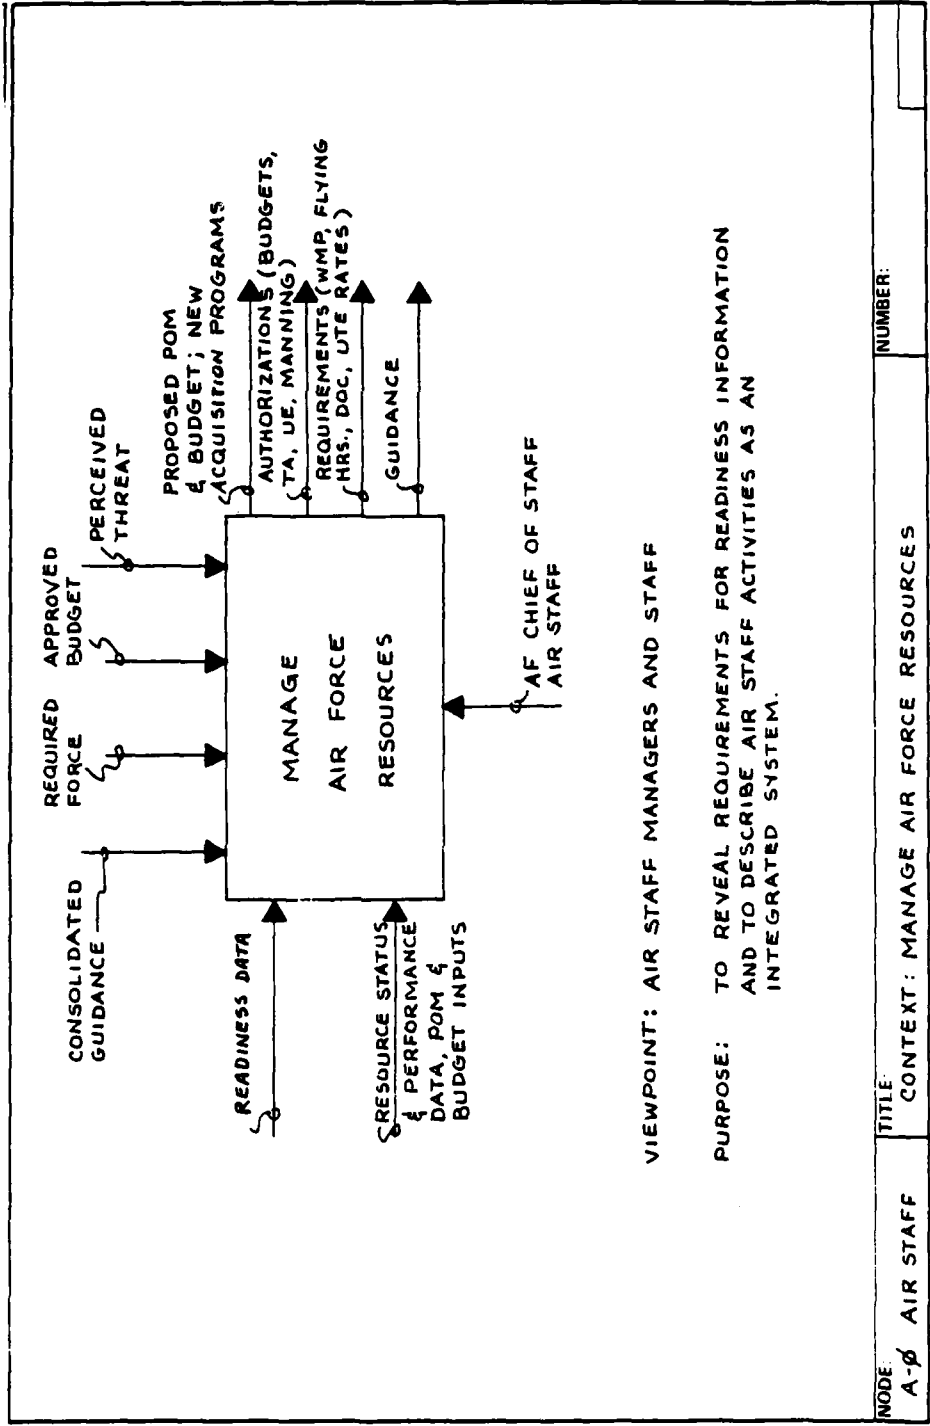 CONSOLIDATED
GUIDANCE
REQUIRED
FORCE
APPROVED
BUDGET
PERCEIVED
THREAT
READINESS DATA
RESOURCE STATUS
& PERFORMANCE
DATA, POM &
BUDGET INPUTS
MANAGE
AIR FORCE
RESOURCES
PROPOSED POM
& BUDGET; NEW
ACQUISITION PROGRAMS
AUTHORIZATIONS (BUDGETS,
TA, UE, MANNING)
REQUIREMENTS (WMP, FLYING
HRS., DOC, UTE RATES)
GUIDANCE
AF CHIEF OF STAFF
AIR STAFF
VIEWPOINT: AIR STAFF MANAGERS AND STAFF
PURPOSE: TO REVEAL REQUIREMENTS FOR READINESS INFORMATION
AND TO DESCRIBE AIR STAFF ACTIVITIES AS AN
INTEGRATED SYSTEM.
NODE:
A-Ø AIR STAFF
TITLE:
CONTEXT: MANAGE AIR FORCE RESOURCES
NUMBER: